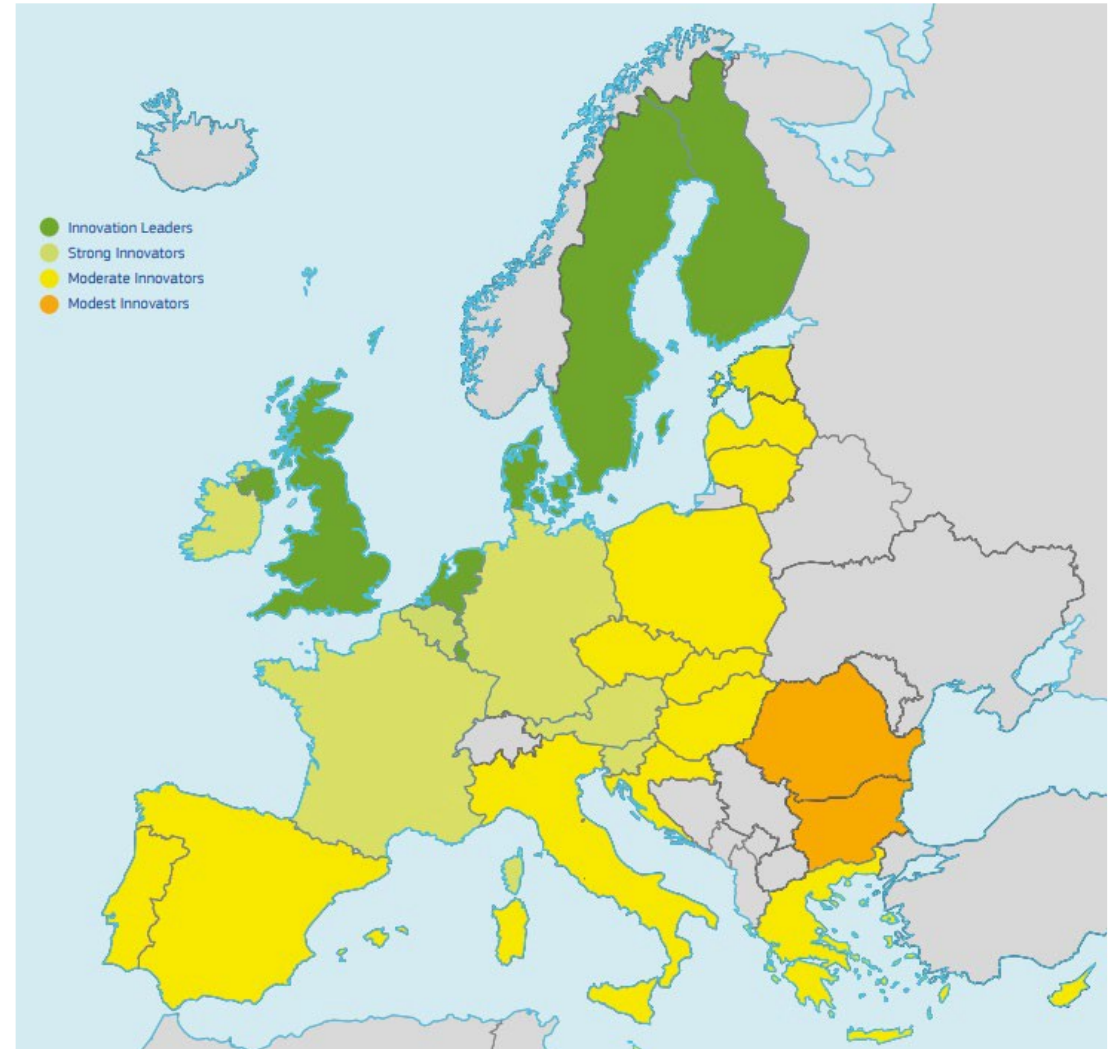 Innovation Leaders
Strong Innovators
Moderate Innovators
Modest Innovators